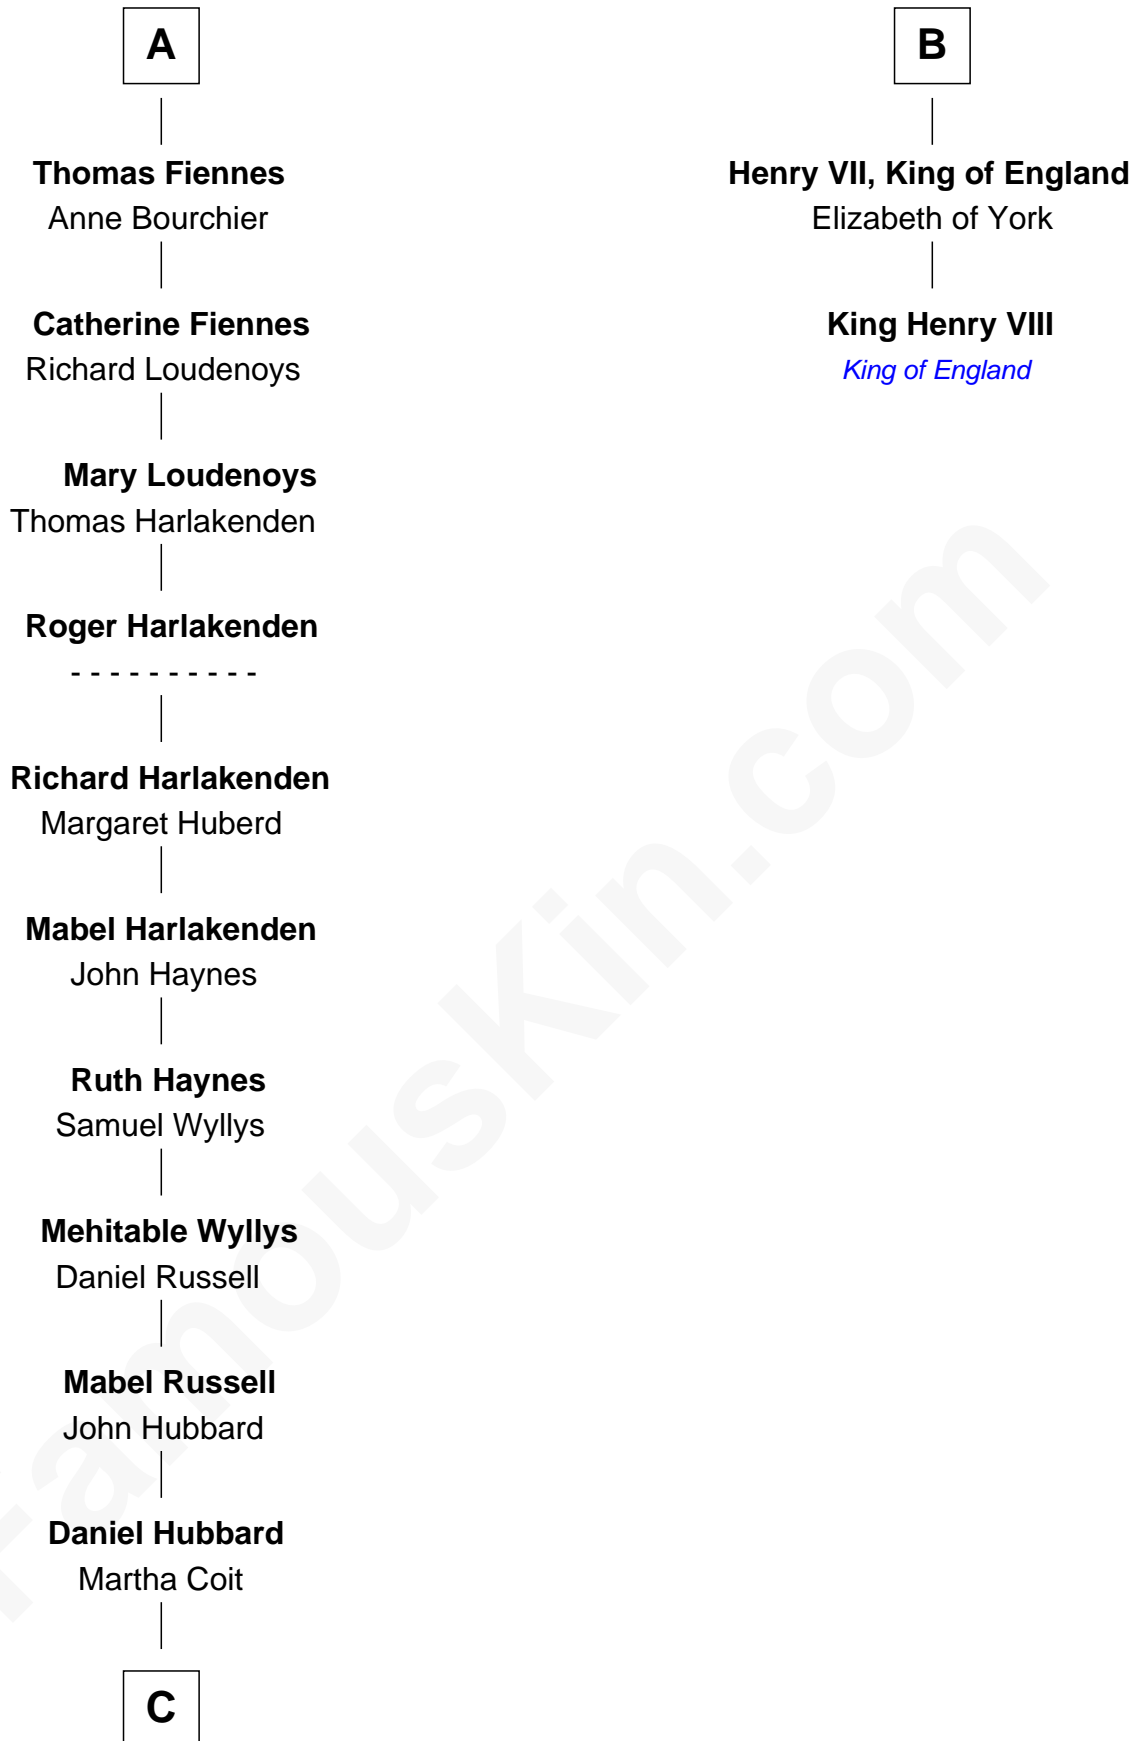 A
B
Thomas Fiennes
Anne Bourchier
Henry VII, King of England
Elizabeth of York
Catherine Fiennes
Richard Loudenoys
King Henry VIII
King of England
Mary Loudenoys
Thomas Harlakenden
Roger Harlakenden
- - - - - - - - - -
Richard Harlakenden
Margaret Huberd
Mabel Harlakenden
John Haynes
Ruth Haynes
Samuel Wyllys
Mehitable Wyllys
Daniel Russell
Mabel Russell
John Hubbard
Daniel Hubbard
Martha Coit
C
FamousKin.com